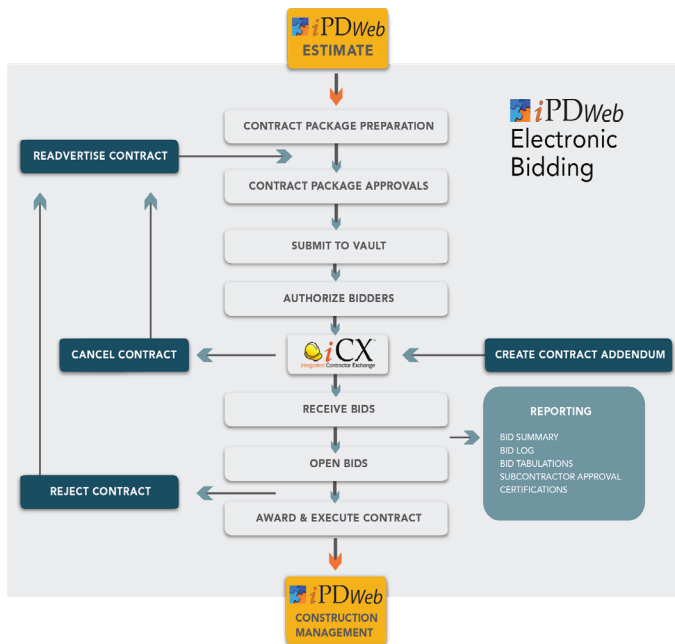 iPDWeb
ESTIMATE
iPDWeb
Electronic
Bidding
CONTRACT PACKAGE PREPARATION
READVERTISE CONTRACT
CONTRACT PACKAGE APPROVALS
SUBMIT TO VAULT
AUTHORIZE BIDDERS
CANCEL CONTRACT
iCX™
Integrated Contractor Exchange
CREATE CONTRACT ADDENDUM
RECEIVE BIDS
REPORTING
BID SUMMARY
BID LOG
BID TABULATIONS
SUBCONTRACTOR APPROVAL
CERTIFICATIONS
OPEN BIDS
REJECT CONTRACT
AWARD & EXECUTE CONTRACT
iPDWeb
CONSTRUCTION
MANAGEMENT